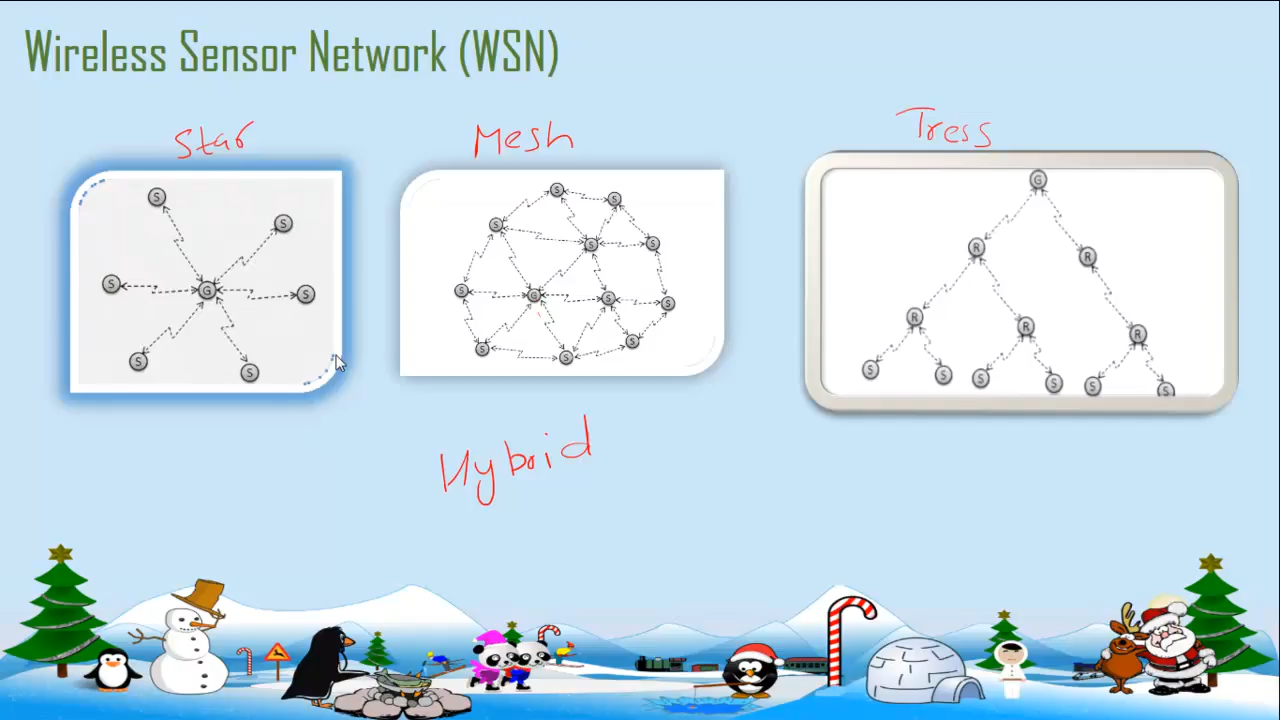 Wireless Sensor Network (WSN)
Star
S
S
S G S
S
S
Mesh
S S
S
S S
S G S S
S
S S
Tress
G
R R
R R R
S S S S S S
Hybrid